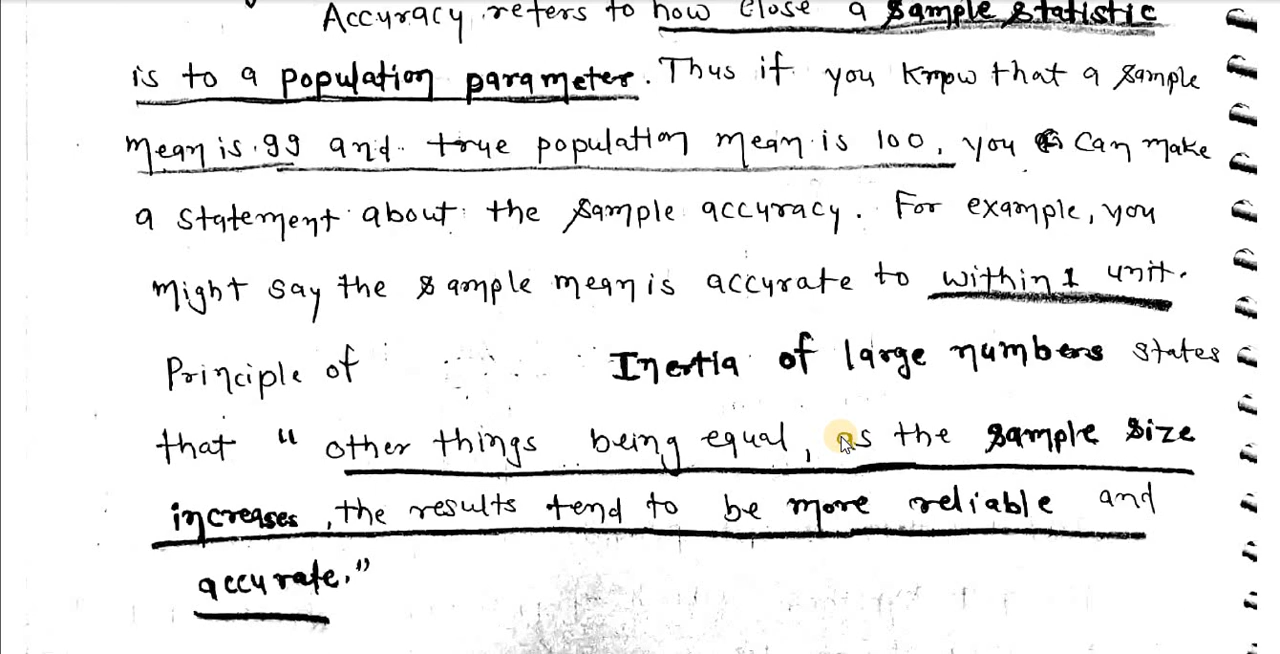 Accuracy refers to how close a sample statistic
is to a population parameter. Thus if you know that a sample
mean is 99 and true population mean is 100, you can make
a statement about the sample accuracy. For example, you
might say the sample mean is accurate to within 1 unit.
Principle of Inertia of large numbers states
that "other things being equal, as the sample size
increases, the results tend to be more reliable and
accurate."